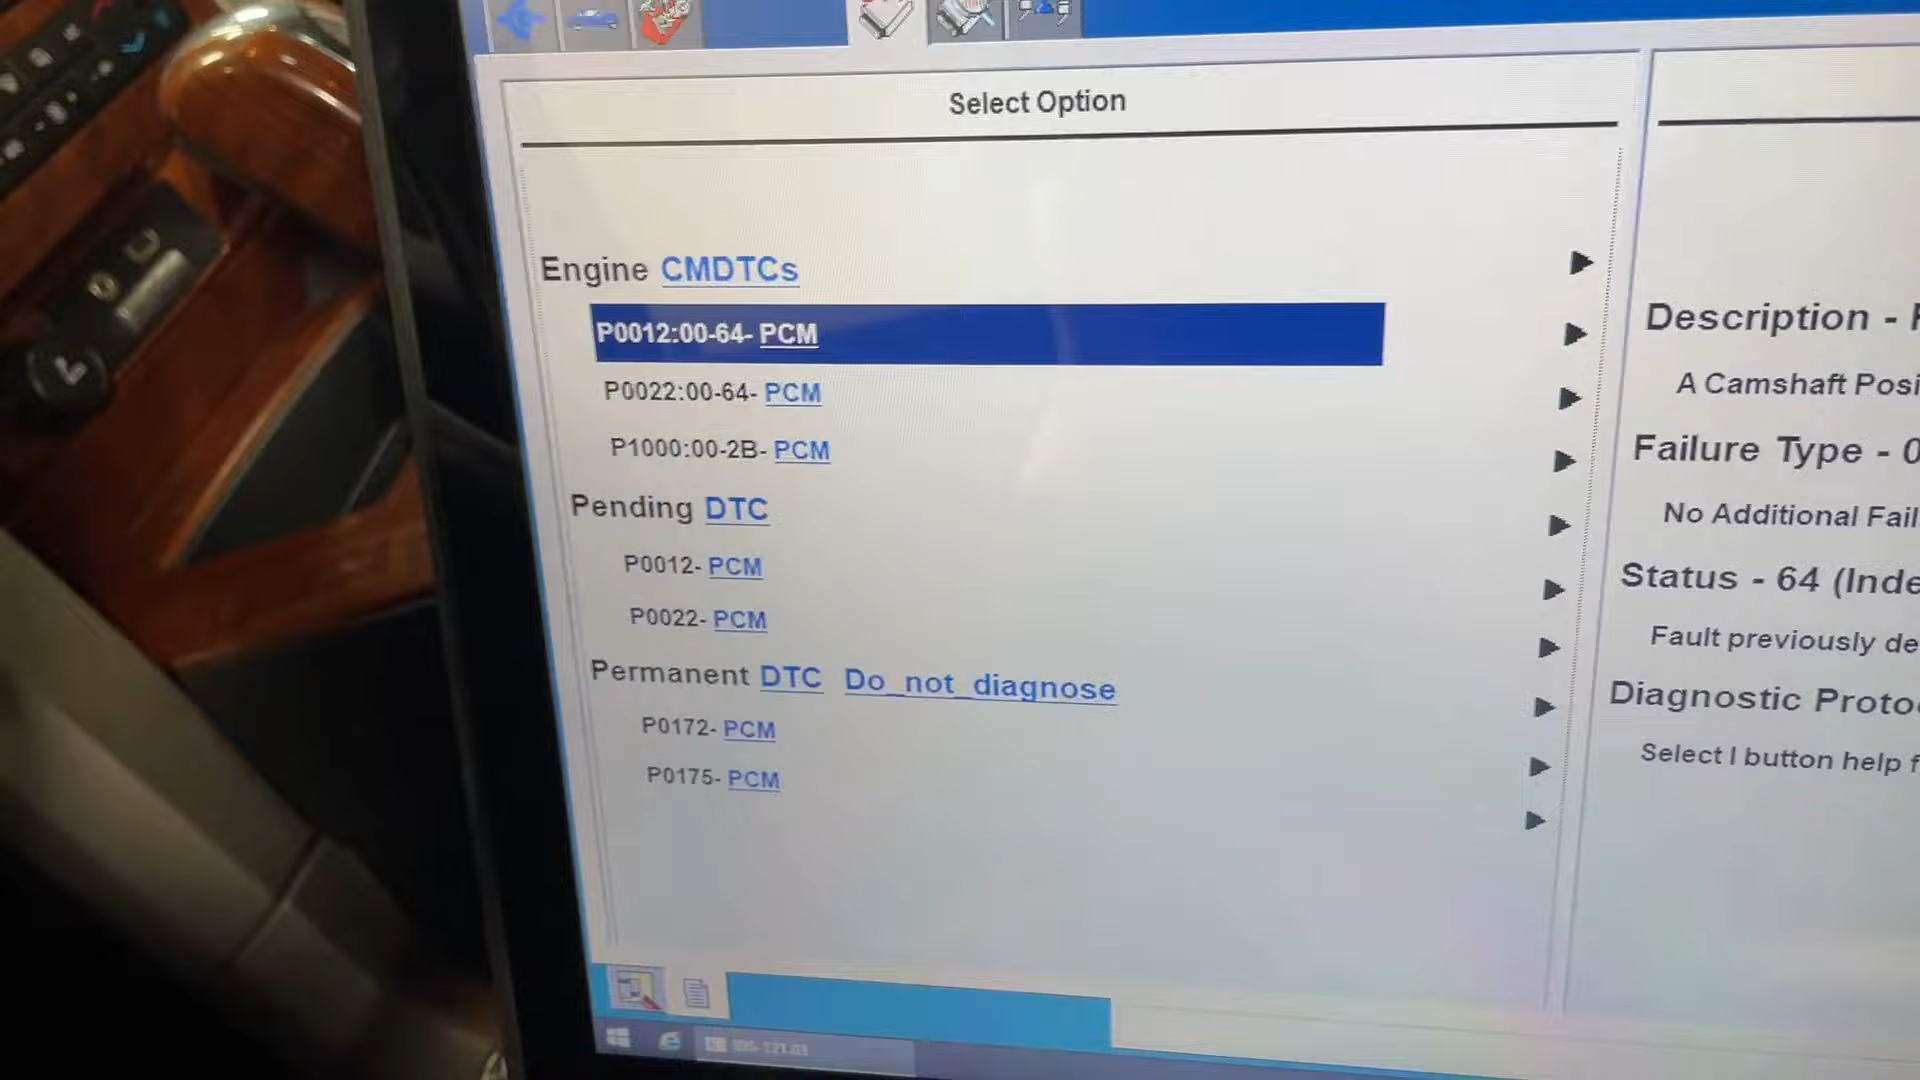 Select Option
Engine CMDTCs
P0012:00-64- PCM
P0022:00-64- PCM
P1000:00-2B- PCM
Pending DTC
P0012- PCM
P0022- PCM
Permanent DTC Do_not_diagnose
P0172- PCM
P0175- PCM
Description -
A Camshaft Posi
Failure Type - 0
No Additional Fail
Status - 64 (Inde
Fault previously de
Diagnostic Proto
Select I button help f